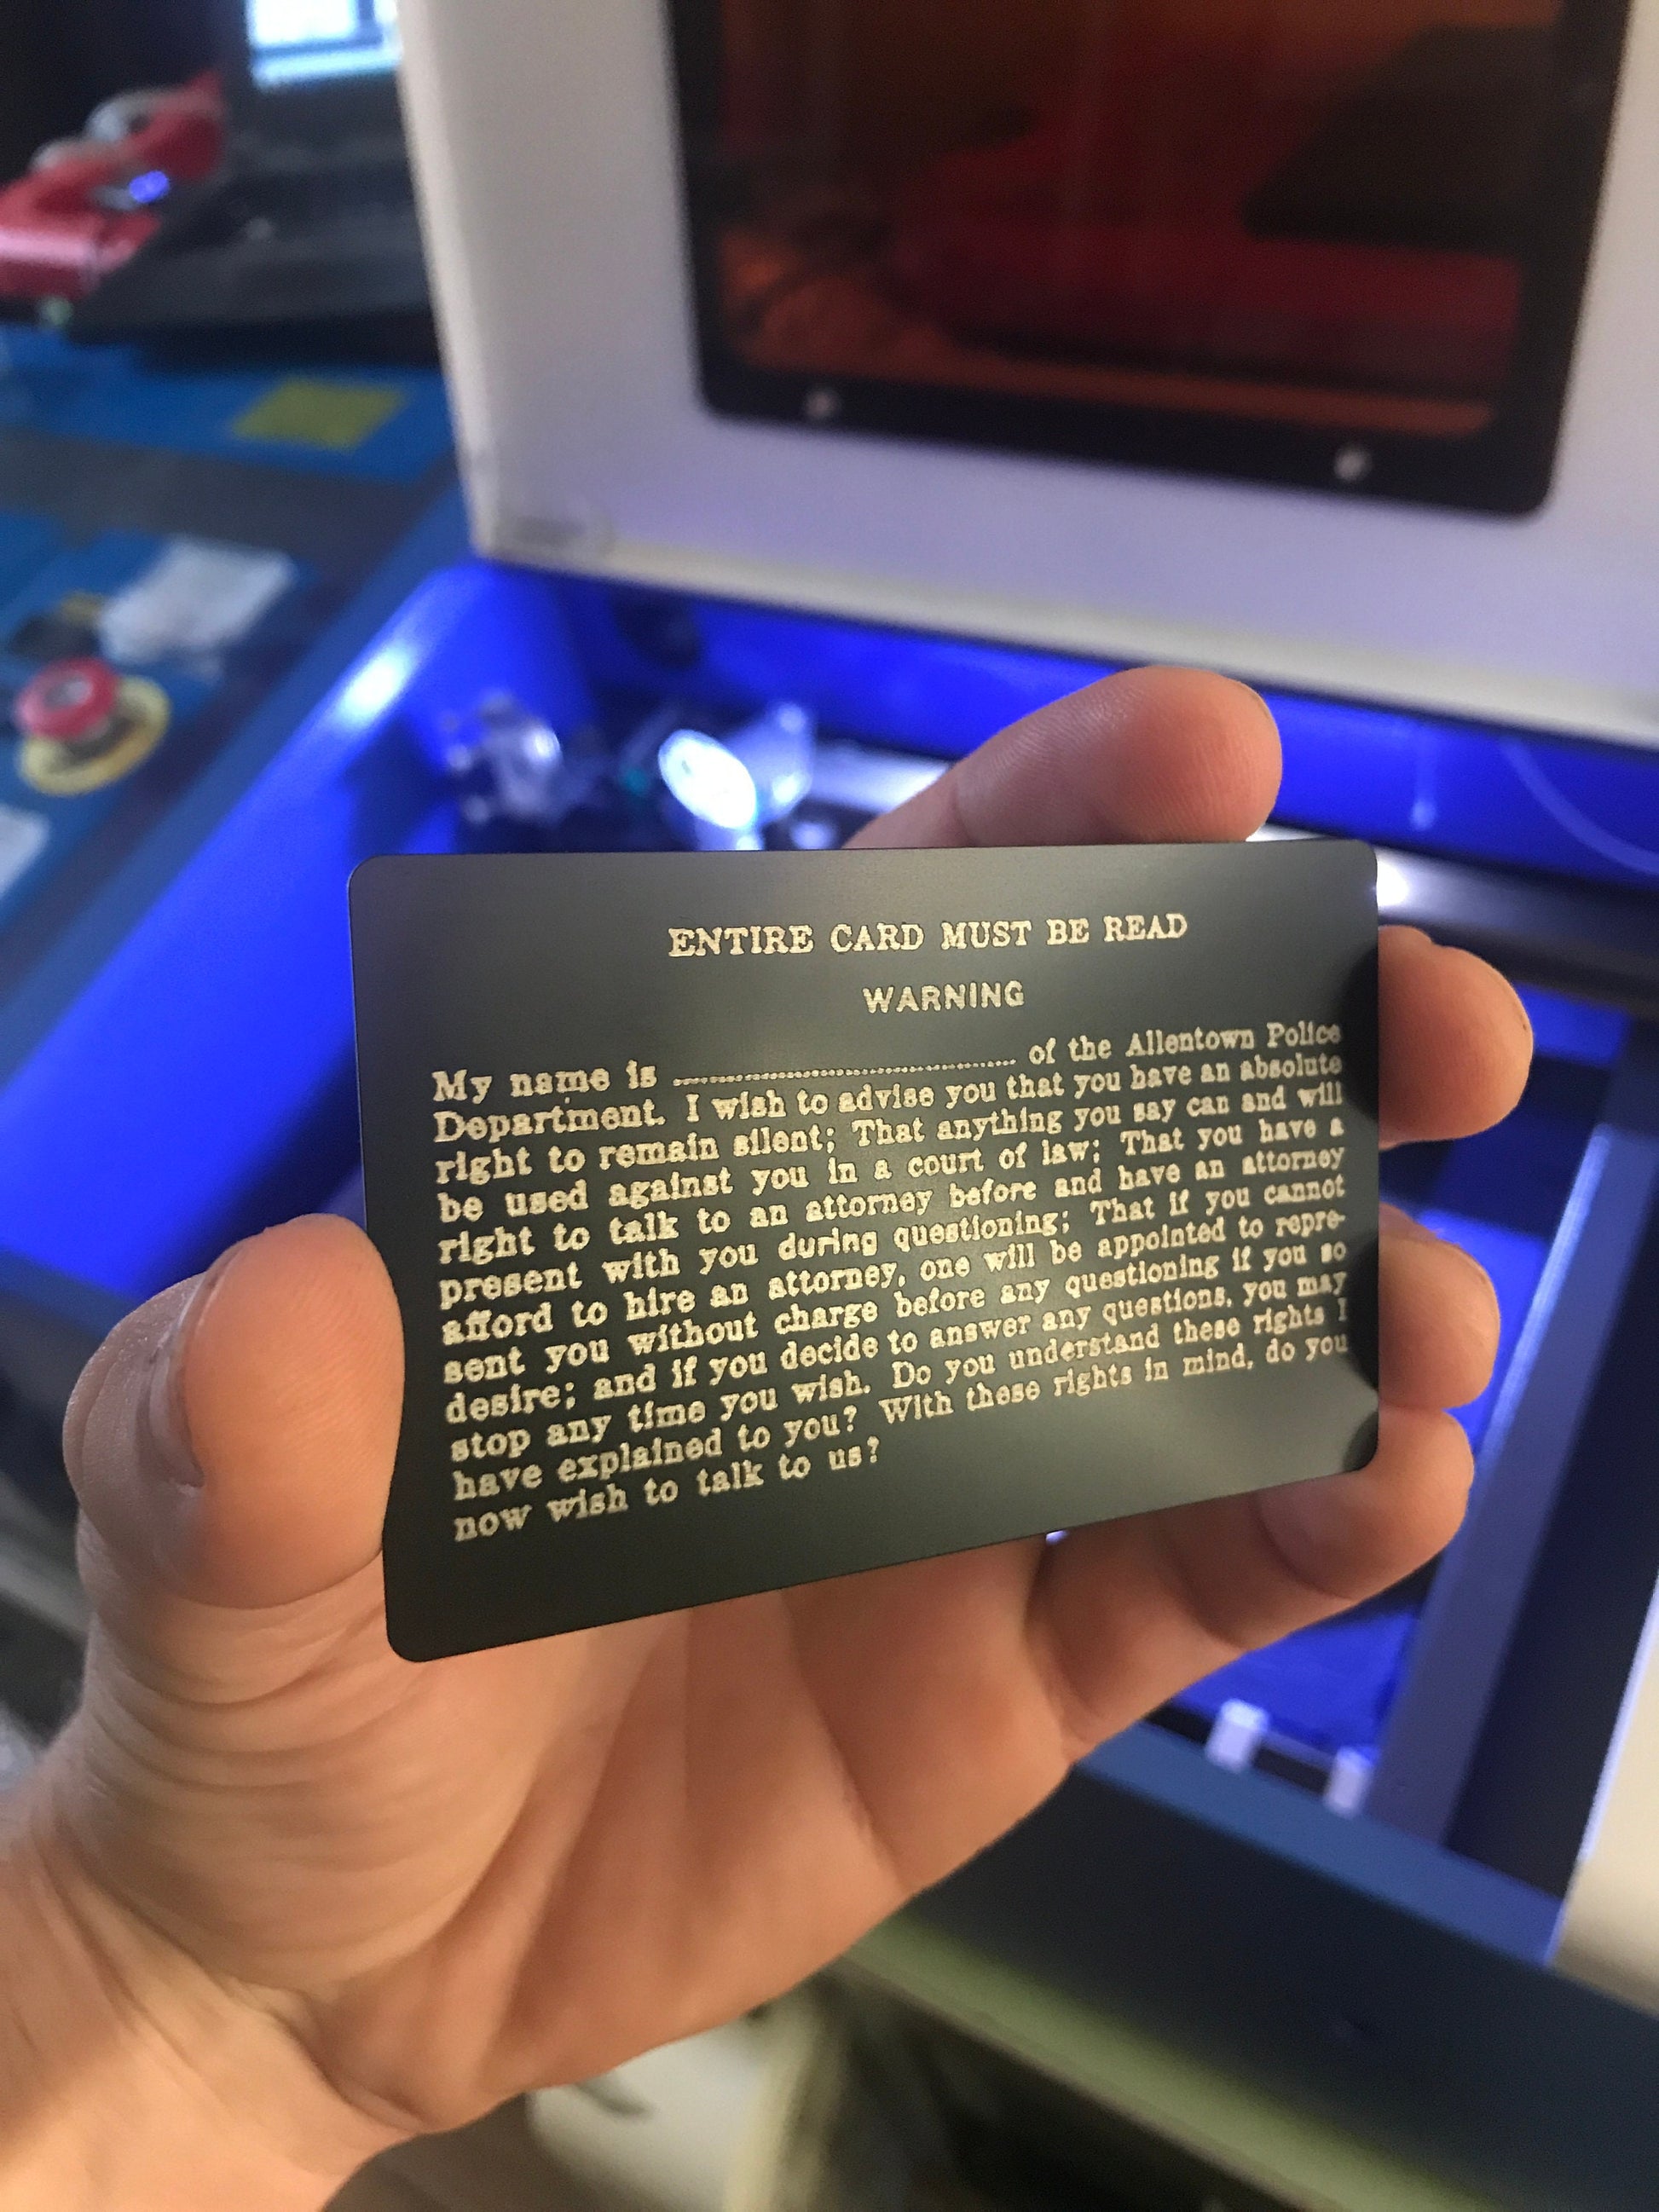 ENTIRE CARD MUST BE READ
WARNING
My name is ........................................ of the Allentown Police
Department. I wish to advise you that you have an absolute
right to remain silent; That anything you say can and will
be used against you in a court of law; That you have a
right to talk to an attorney before and have an attorney
present with you during questioning; That if you cannot
afford to hire an attorney, one will be appointed to repre-
sent you without charge before any questioning if you so
desire; and if you decide to answer any questions, you may
stop any time you wish. Do you understand these rights I
have explained to you? With these rights in mind, do you
now wish to talk to us?